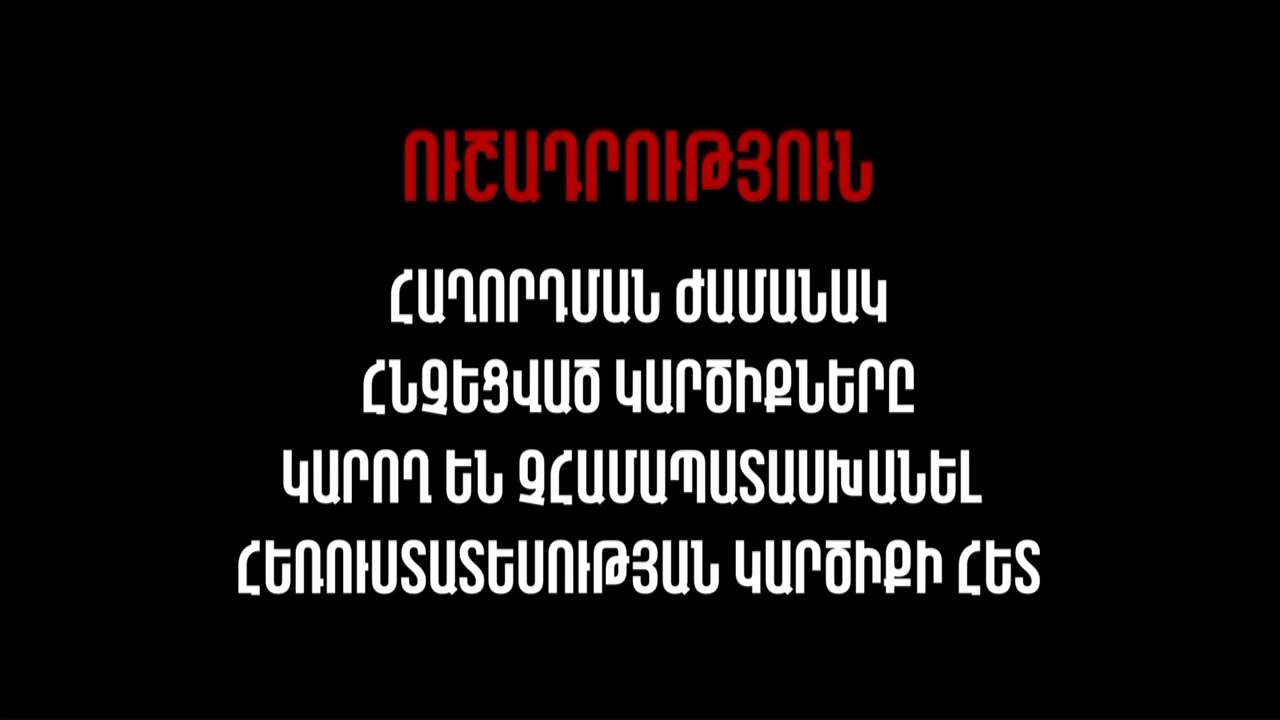 ՈՒՇԱԴՐՈՒԹՅՈՒՆ
ՀԱՂՈՐԴՄԱՆ ԺԱՄԱՆԱԿ
ՀՆՉԵՑՎԱԾ ԿԱՐԾԻՔՆԵՐԸ
ԿԱՐՈՂ ԵՆ ՉՀԱՄԱՊԱՏԱՍԽԱՆԵԼ
ՀԵՌՈՒՍՏԱՏԵՍՈՒԹՅԱՆ ԿԱՐԾԻՔԻ ՀԵՏ